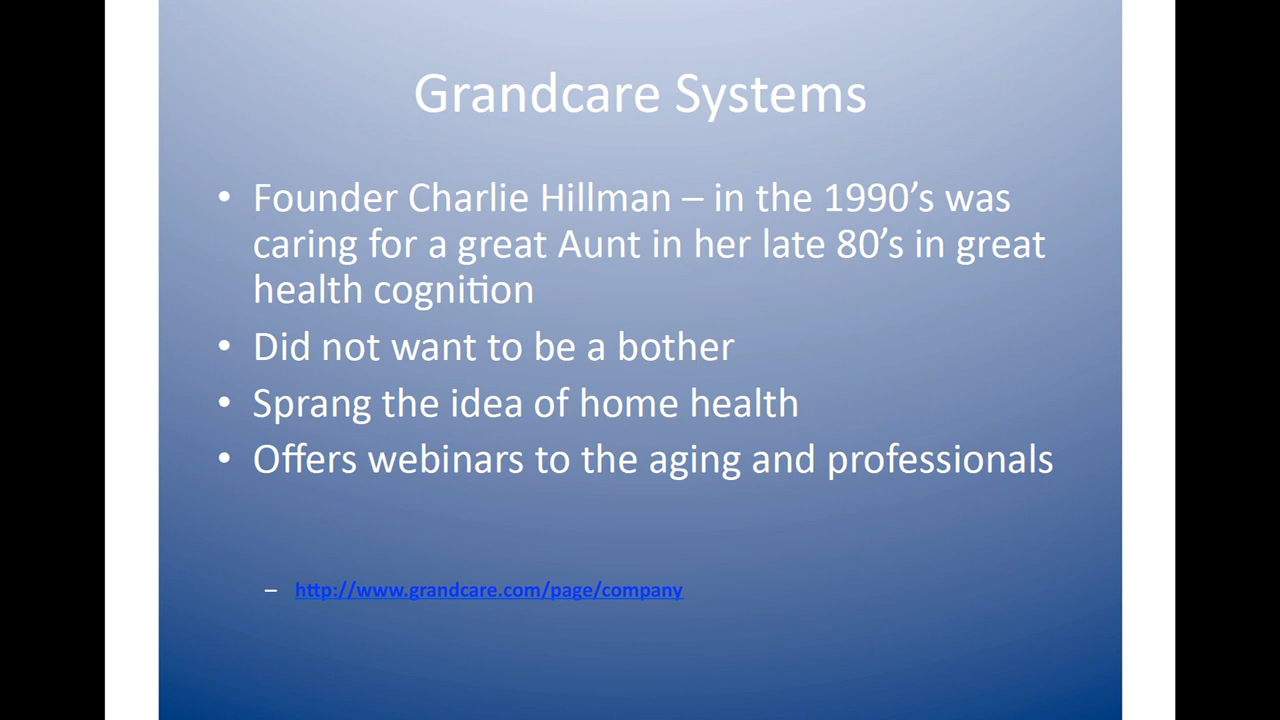 Grandcare Systems
• Founder Charlie Hillman – in the 1990’s was
caring for a great Aunt in her late 80’s in great
health cognition
• Did not want to be a bother
• Sprang the idea of home health
• Offers webinars to the aging and professionals
– http://www.grandcare.com/page/company